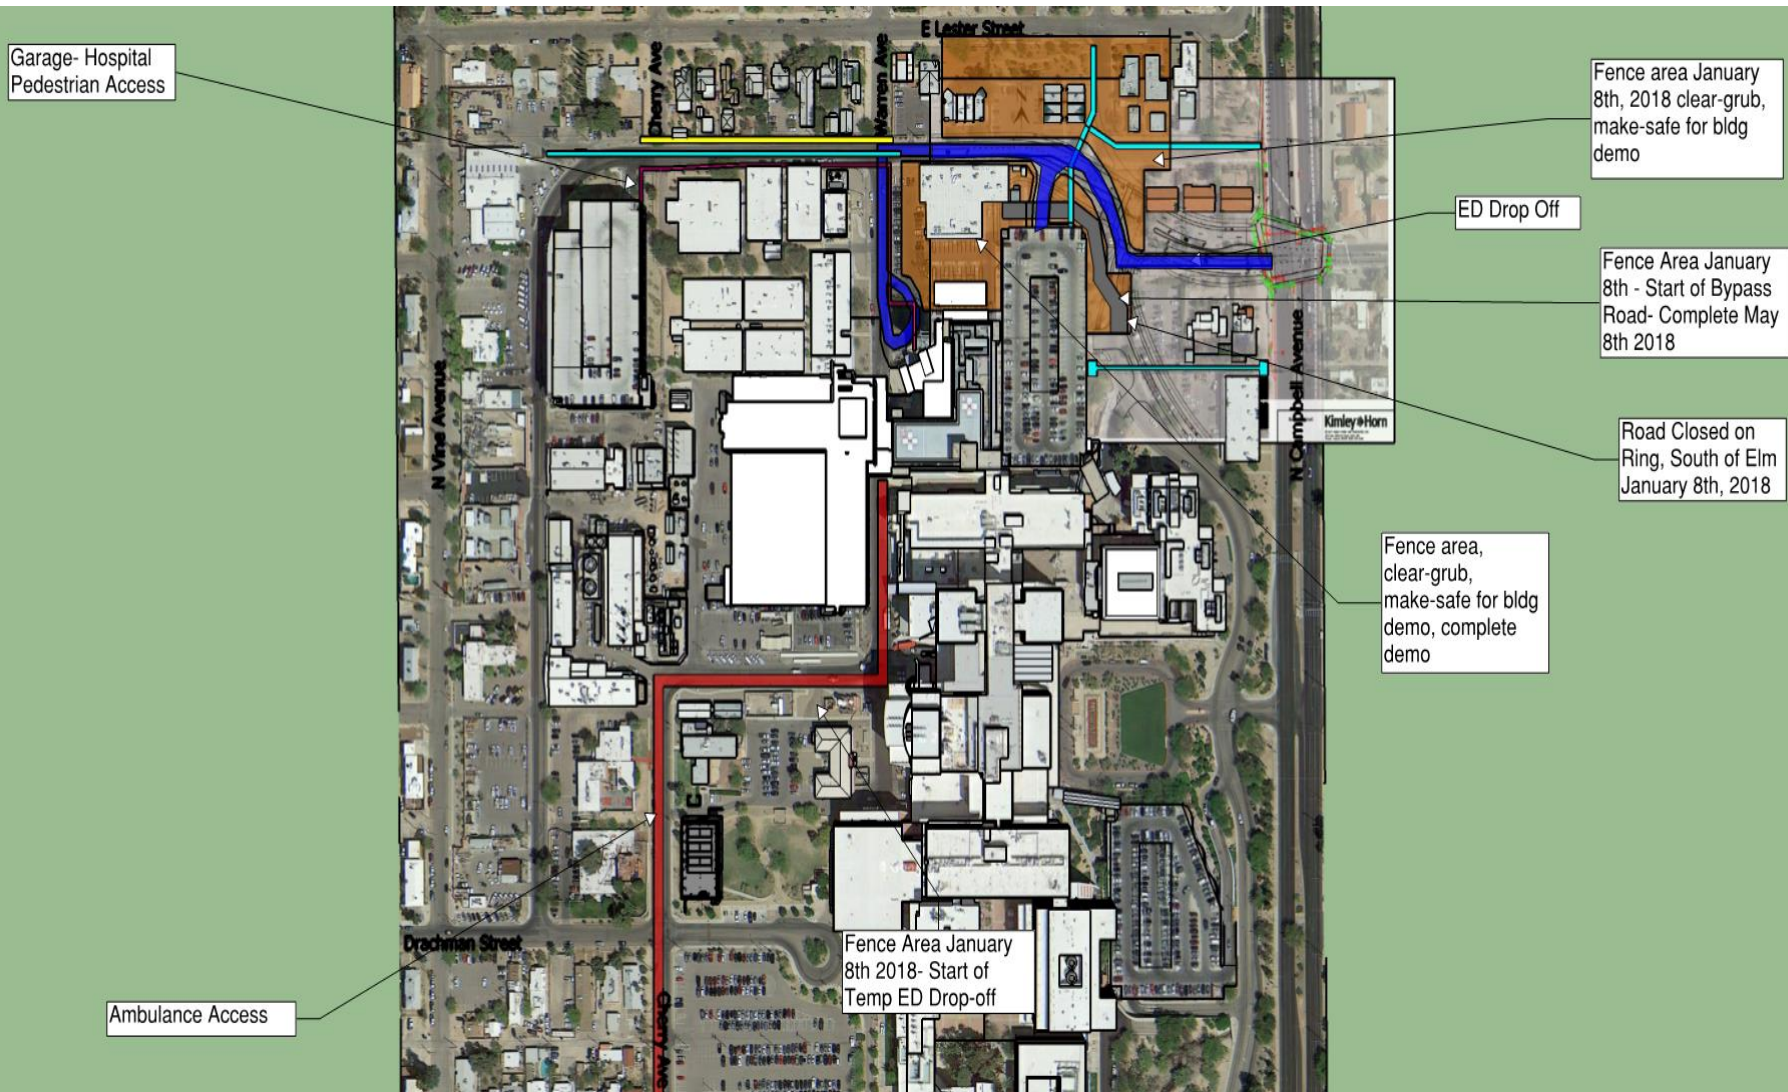 E Lester Street
Garage- Hospital
Pedestrian Access
Cherry Ave
Warren Ave
Fence area January
8th, 2018 clear-grub,
make-safe for bldg
demo
ED Drop Off
Fence Area January
8th - Start of Bypass
Road- Complete May
8th 2018
N Vine Avenue
N Campbell Avenue
Kimley»Horn
Road Closed on
Ring, South of Elm
January 8th, 2018
Fence area,
clear-grub,
make-safe for bldg
demo, complete
demo
Drachman Street
Fence Area January
8th 2018- Start of
Temp ED Drop-off
Ambulance Access
Cherry Ave